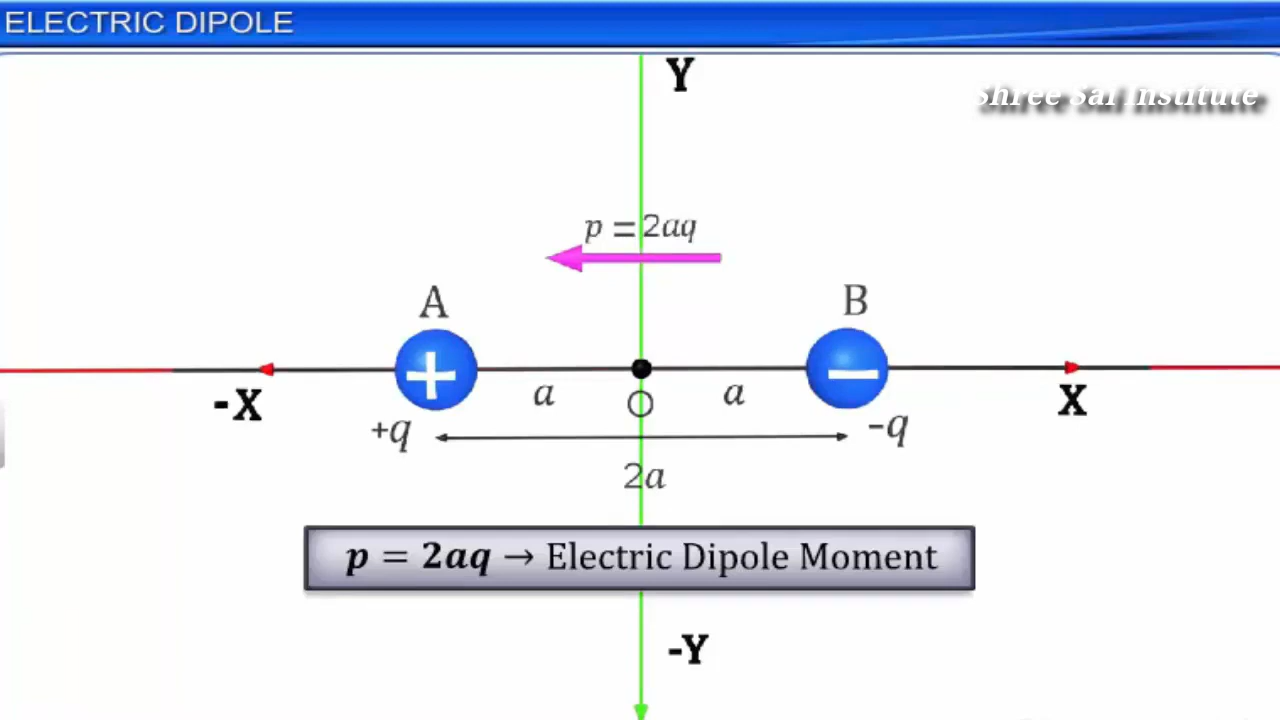 ELECTRIC DIPOLE
Y
Shree Sai Institute
p = 2aq
A
B
+
−
a
a
O
-X
X
+q
-q
2a
p = 2aq → Electric Dipole Moment
-Y